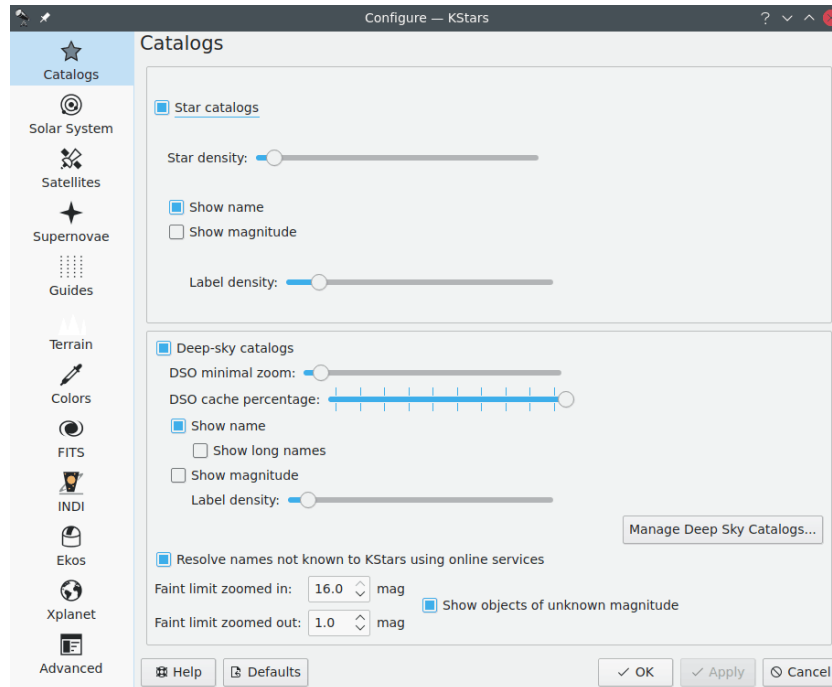 Configure — KStars
Catalogs
Solar System
Satellites
Supernovae
Guides
Terrain
Colors
FITS
INDI
Ekos
Xplanet
Advanced
Catalogs
Star catalogs
Star density:
Show name
Show magnitude
Label density:
Deep-sky catalogs
DSO minimal zoom:
DSO cache percentage:
Show name
Show long names
Show magnitude
Label density:
Manage Deep Sky Catalogs...
Resolve names not known to KStars using online services
Faint limit zoomed in: 16.0 mag
Show objects of unknown magnitude
Faint limit zoomed out: 1.0 mag
Help Defaults OK Apply Cancel